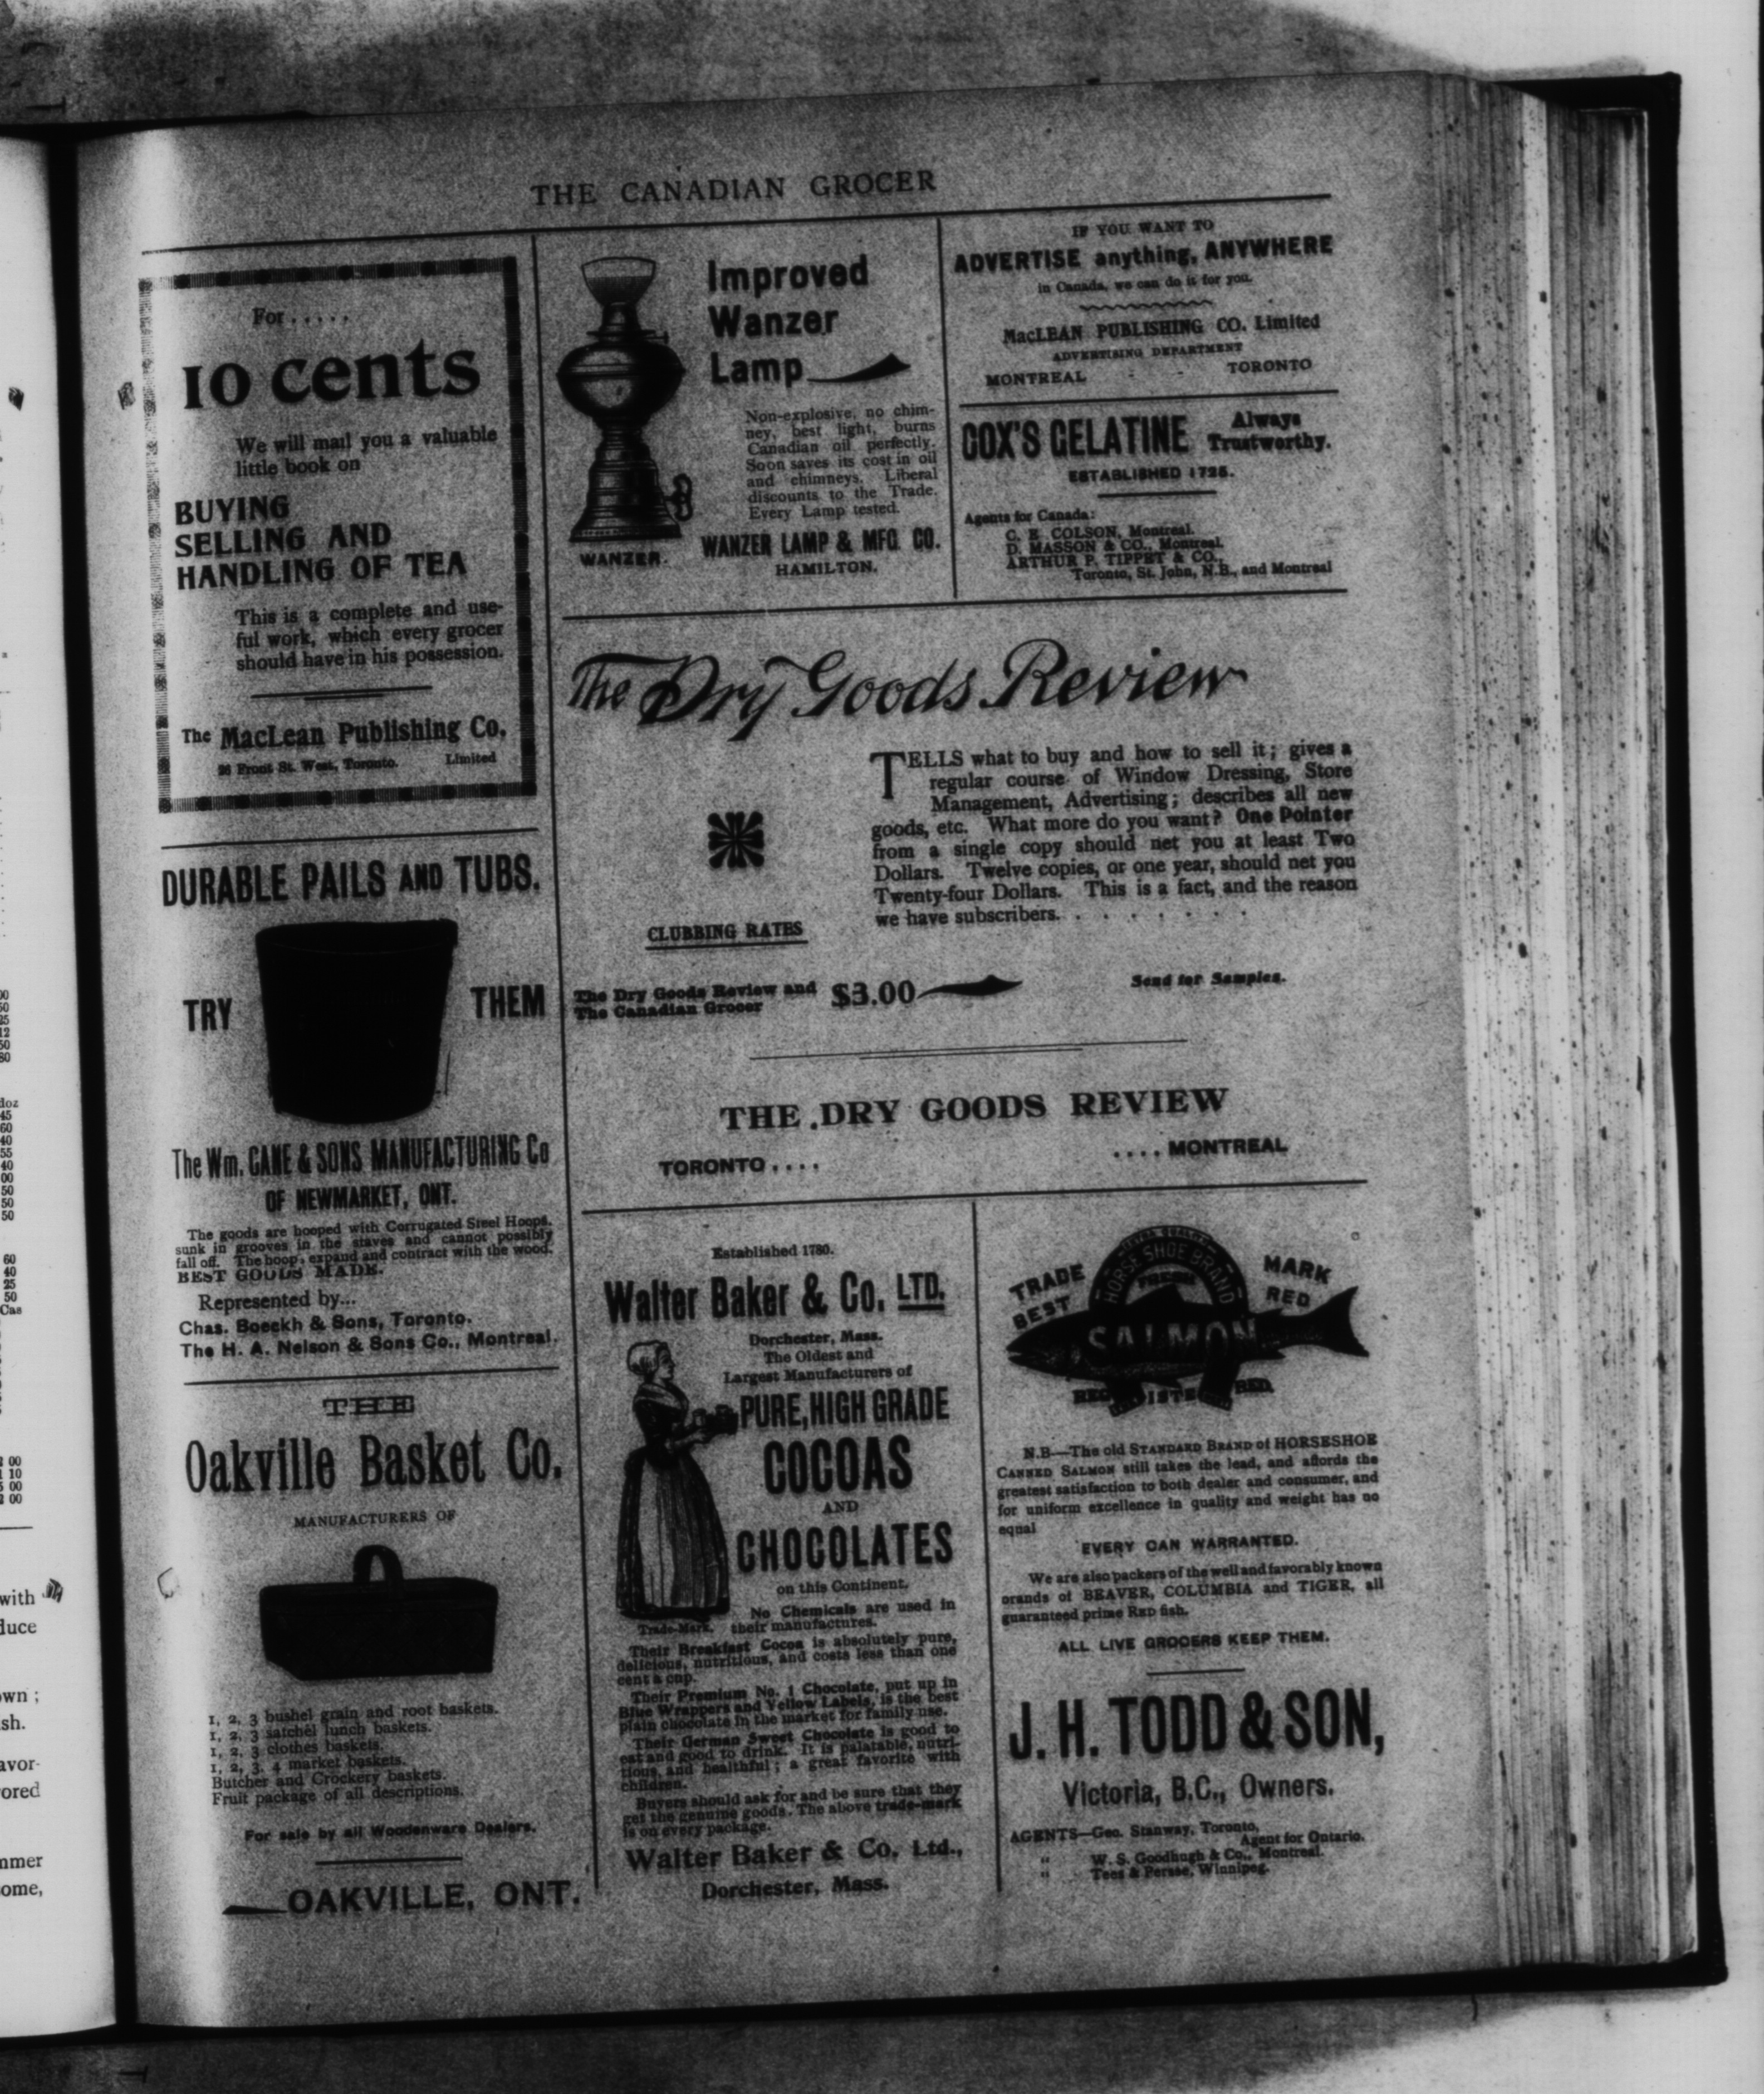 THE CANADIAN GROCER
For . . . . .
10 cents
We will mail you a valuable
little book on
BUYING
SELLING AND
HANDLING OF TEA
This is a complete and use-
ful work, which every grocer
should have in his possession.
The MacLean Publishing Co.
Limited
26 Front St. West, Toronto.
DURABLE PAILS AND TUBS.
TRY THEM
The Wm. CANE & SONS MANUFACTURING Co
OF NEWMARKET, ONT.
The goods are hooped with Corrugated Steel Hoops,
sunk in grooves in the staves and cannot possibly
fall off. The hoops expand and contract with the wood.
BEST GOODS MADE.
Represented by...
Chas. Boeckh & Sons, Toronto.
The H. A. Nelson & Sons Co., Montreal.
THE
Oakville Basket Co.
MANUFACTURERS OF
1, 2, 3 bushel grain and root baskets.
1, 2, 3 satchel lunch baskets.
1, 2, 3 clothes baskets.
1, 2, 3, 4 market baskets.
Butcher and Crockery baskets.
Fruit package of all descriptions.
For sale by all Woodenware Dealers.
OAKVILLE, ONT.
Improved
Wanzer
Lamp
Non-explosive, no chim-
ney, best light, burns
Canadian oil perfectly.
Soon saves its cost in oil
and chimneys. Liberal
discounts to the Trade.
Every Lamp tested.
WANZER.
WANZER LAMP & MFG. CO.
HAMILTON.
IF YOU WANT TO
ADVERTISE anything, ANYWHERE
in Canada, we can do it for you.
MacLEAN PUBLISHING CO. Limited
ADVERTISING DEPARTMENT
MONTREAL - - TORONTO
COX'S GELATINE Always
Trustworthy.
ESTABLISHED 1725.
Agents for Canada:
C. E. COLSON, Montreal.
D. MASSON & CO., Montreal.
ARTHUR P. TIPPET & CO.,
Toronto, St. John, N.B., and Montreal
The Dry Goods Review
TELLS what to buy and how to sell it; gives a
regular course of Window Dressing, Store
Management, Advertising; describes all new
goods, etc. What more do you want? One Pointer
from a single copy should net you at least Two
Dollars. Twelve copies, or one year, should net you
Twenty-four Dollars. This is a fact, and the reason
we have subscribers. . . . . . . .
CLUBBING RATES
The Dry Goods Review and
The Canadian Grocer $3.00
Send for Samples.
THE DRY GOODS REVIEW
TORONTO . . . . . . . . MONTREAL
Established 1780.
Walter Baker & Co. LTD.
Dorchester, Mass.
The Oldest and
Largest Manufacturers of
PURE, HIGH GRADE
COCOAS
AND
CHOCOLATES
on this Continent.
No Chemicals are used in
Trade-Mark. their manufactures.
Their Breakfast Cocoa is absolutely pure,
delicious, nutritious, and costs less than one
cent a cup.
Their Premium No. 1 Chocolate, put up in
Blue Wrappers and Yellow Labels, is the best
plain chocolate in the market for family use.
Their German Sweet Chocolate is good to
eat and good to drink. It is palatable, nutri-
tious, and healthful; a great favorite with
children.
Buyers should ask for and be sure that they
get the genuine goods. The above trade-mark
is on every package.
Walter Baker & Co. Ltd.,
Dorchester, Mass.
HORSE SHOE BRAND
FRESH
TRADE MARK
BEST RED
SALMON
REGISTERED
N.B—The old STANDARD BRAND of HORSESHOE
CANNED SALMON still takes the lead, and affords the
greatest satisfaction to both dealer and consumer, and
for uniform excellence in quality and weight has no
equal
EVERY CAN WARRANTED.
We are also packers of the well and favorably known
brands of BEAVER, COLUMBIA and TIGER, all
guaranteed prime RED fish.
ALL LIVE GROCERS KEEP THEM.
J. H. TODD & SON,
Victoria, B.C., Owners.
AGENTS—Geo. Stanway, Toronto,
Agent for Ontario.
" W. S. Goodhugh & Co., Montreal.
" Tees & Persse, Winnipeg.